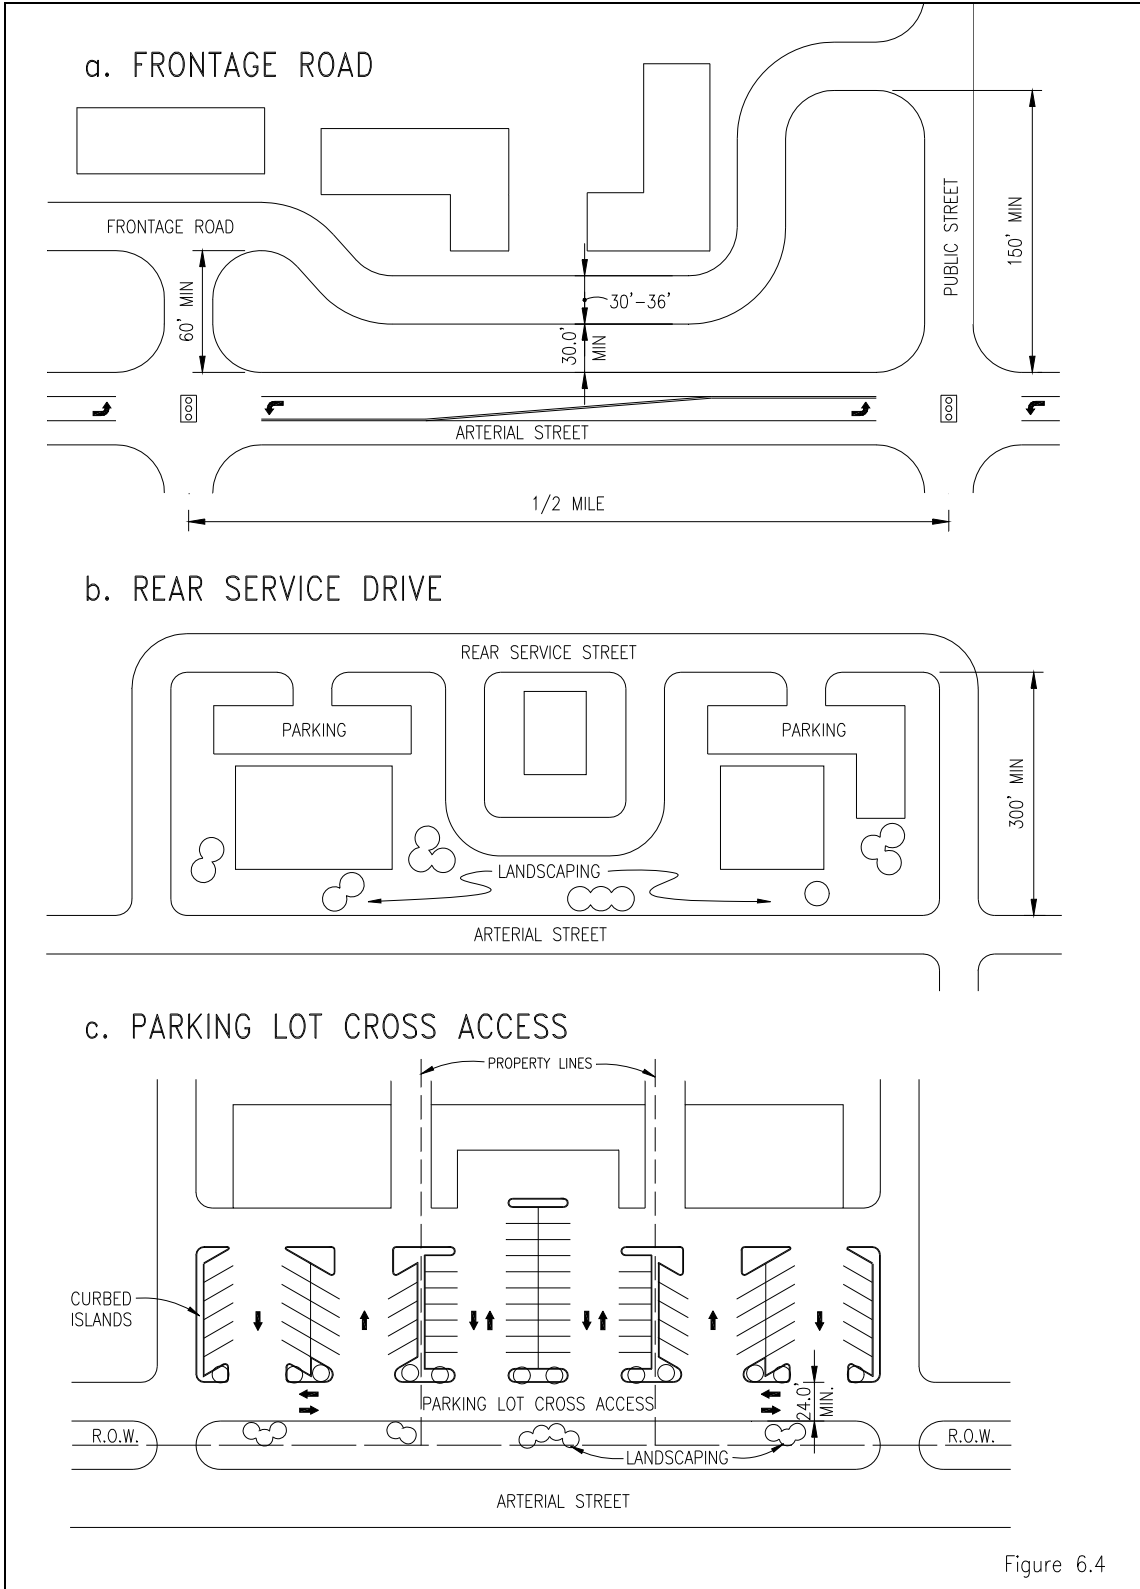 a. FRONTAGE ROAD
FRONTAGE ROAD
60' MIN
30'-36'
30.0'
MIN
PUBLIC STREET
150' MIN
ARTERIAL STREET
1/2 MILE
b. REAR SERVICE DRIVE
REAR SERVICE STREET
PARKING
PARKING
300' MIN
LANDSCAPING
ARTERIAL STREET
c. PARKING LOT CROSS ACCESS
PROPERTY LINES
CURBED
ISLANDS
PARKING LOT CROSS ACCESS
24.0'
MIN.
R.O.W.
R.O.W.
LANDSCAPING
ARTERIAL STREET
Figure 6.4